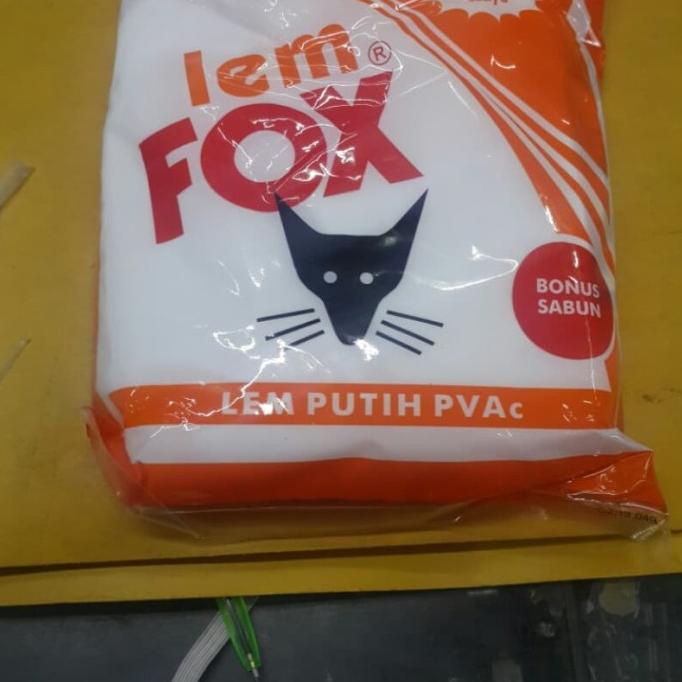 lem ®
FOX
BONUS
SABUN
LEM PUTIH PVAc